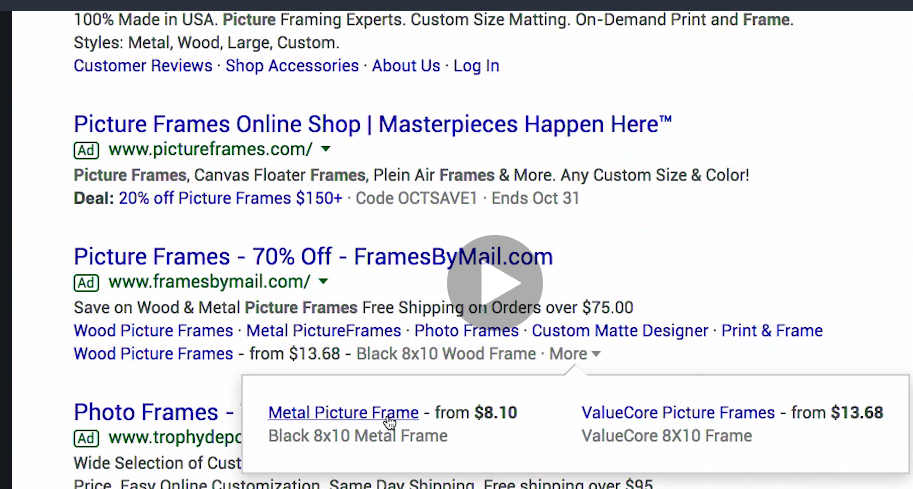 100% Made in USA. Picture Framing Experts. Custom Size Matting. On-Demand Print and Frame.
Styles: Metal, Wood, Large, Custom.
Customer Reviews · Shop Accessories · About Us · Log In
Picture Frames Online Shop | Masterpieces Happen Here™
Ad www.pictureframes.com/
Picture Frames, Canvas Floater Frames, Plein Air Frames & More. Any Custom Size & Color!
Deal: 20% off Picture Frames $150+ · Code OCTSAVE1 · Ends Oct 31
Picture Frames - 70% Off - FramesByMail.com
Ad www.framesbymail.com/
Save on Wood & Metal Picture Frames Free Shipping on Orders over $75.00
Wood Picture Frames · Metal PictureFrames · Photo Frames · Custom Matte Designer · Print & Frame
Wood Picture Frames - from $13.68 - Black 8x10 Wood Frame · More
Photo Frames -
Metal Picture Frame - from $8.10 ValueCore Picture Frames - from $13.68
Ad www.trophydepo
Black 8x10 Metal Frame ValueCore 8X10 Frame
Wide Selection of Cust
Price. Easy Online Customization. Same Day Shipping. Free shipping over $95.